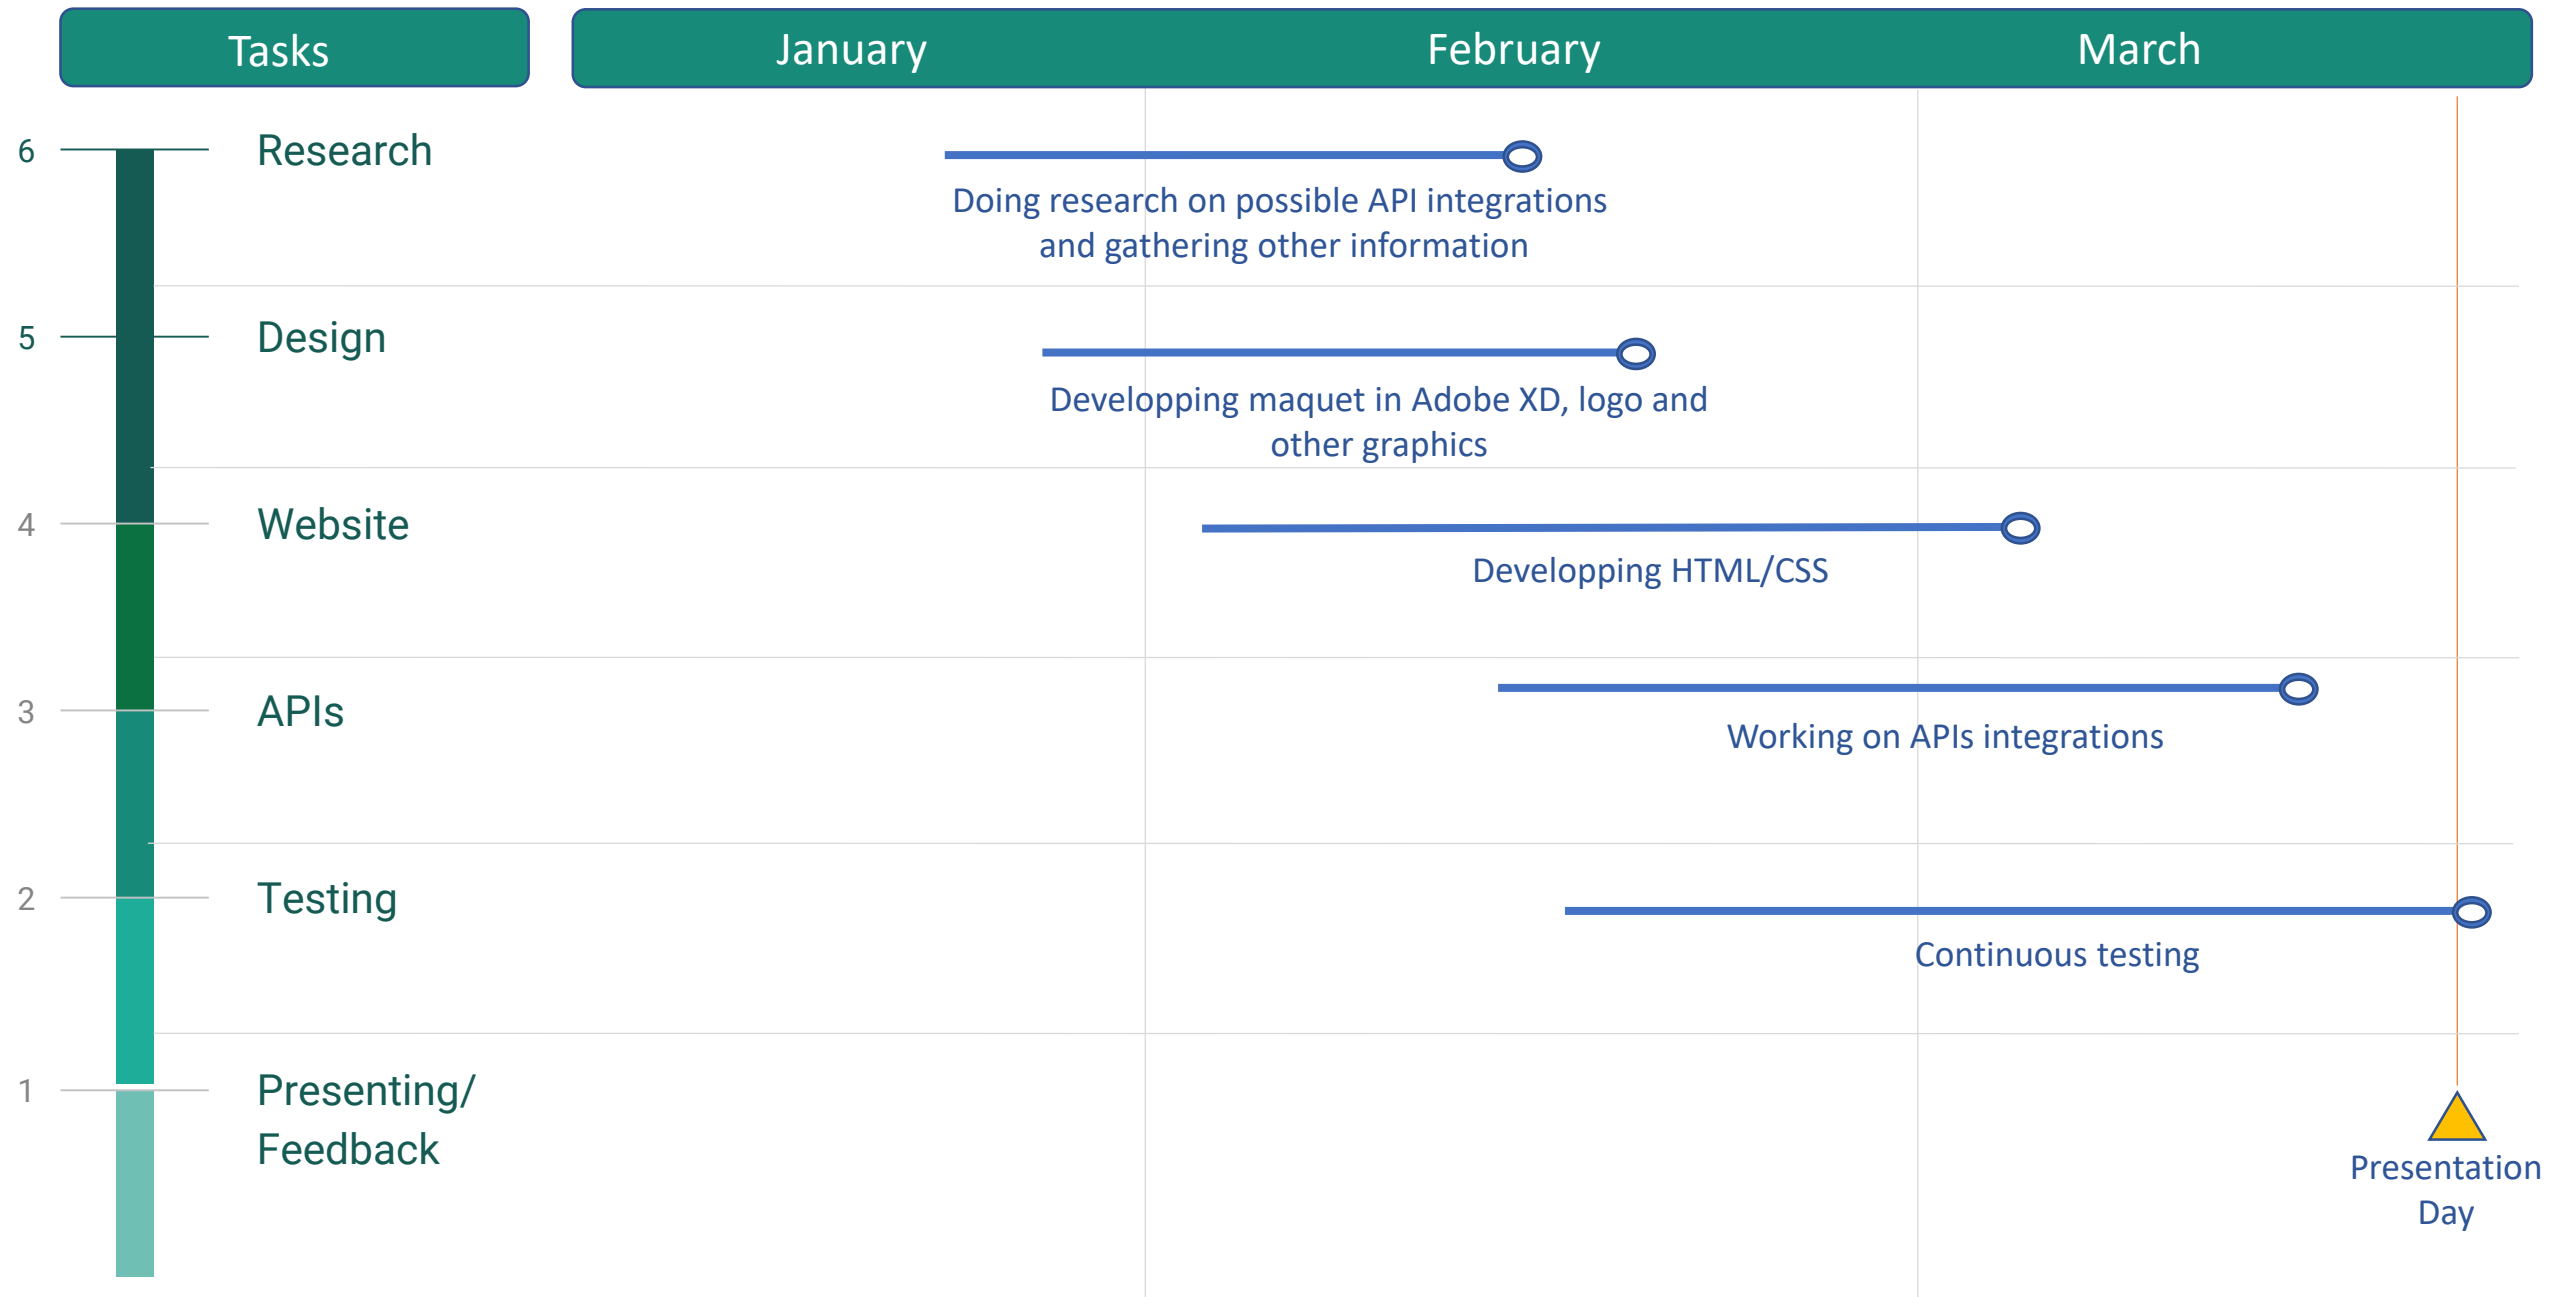 Tasks
January
February
March
6
Research
Doing research on possible API integrations
and gathering other information
5
Design
Developping maquet in Adobe XD, logo and
other graphics
4
Website
Developping HTML/CSS
3
APIs
Working on APIs integrations
2
Testing
Continuous testing
1
Presenting/
Feedback
Presentation
Day